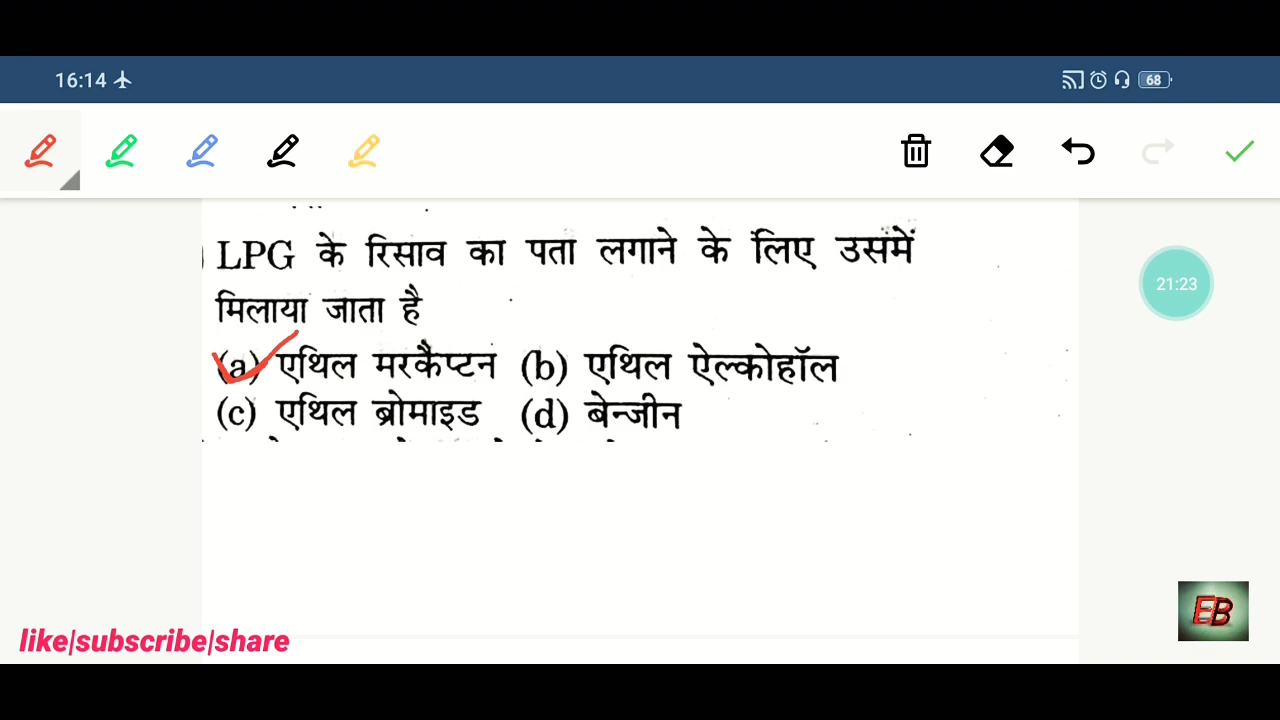 16:14
68
LPG के रिसाव का पता लगाने के लिए उसमें
21:23
मिलाया जाता है
(a) एथिल मरकैप्टन (b) एथिल ऐल्कोहॉल
(c) एथिल ब्रोमाइड (d) बेन्जीन
EB
like|subscribe|share